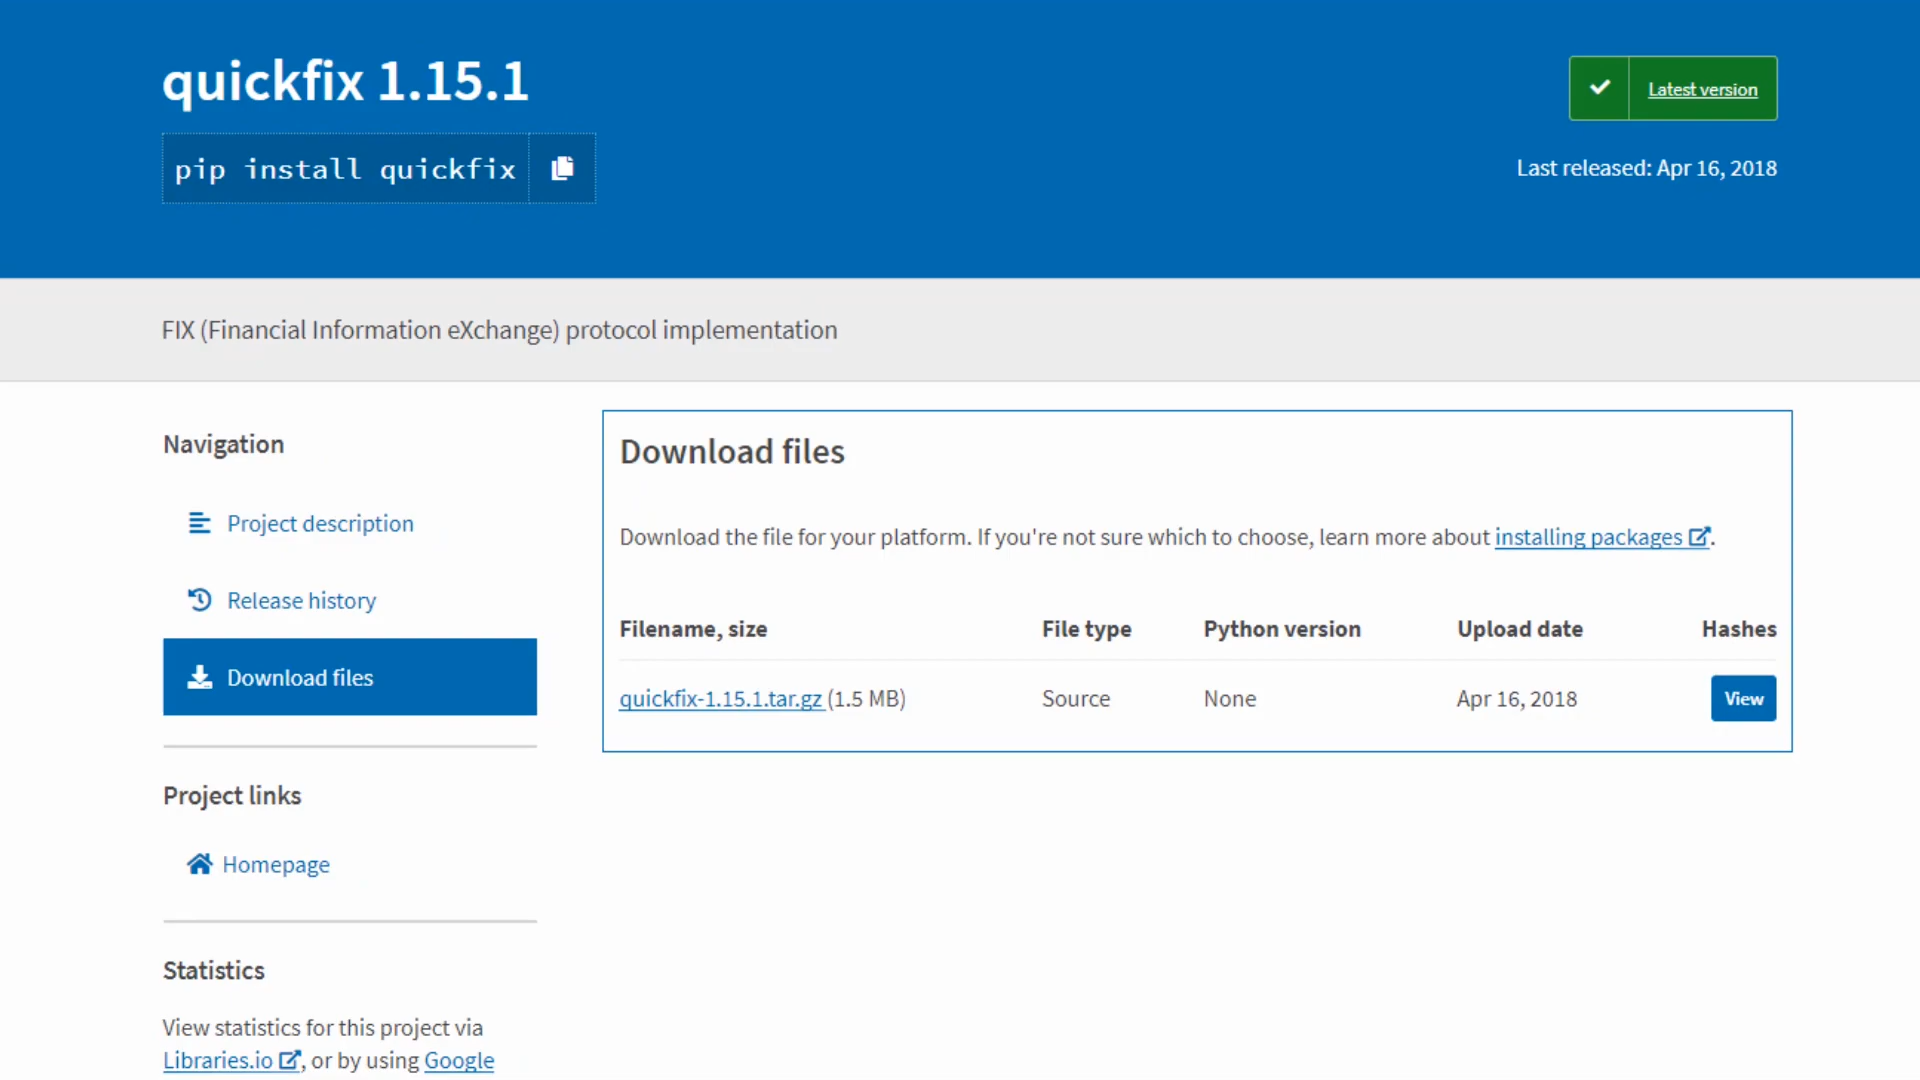 quickfix 1.15.1
pip install quickfix
Latest version
Last released: Apr 16, 2018
FIX (Financial Information eXchange) protocol implementation
Navigation
Project description
Release history
Download files
Project links
Homepage
Statistics
View statistics for this project via
Libraries.io, or by using Google
Download files
Download the file for your platform. If you're not sure which to choose, learn more about installing packages.
Filename, size File type Python version Upload date Hashes
quickfix-1.15.1.tar.gz (1.5 MB) Source None Apr 16, 2018 View